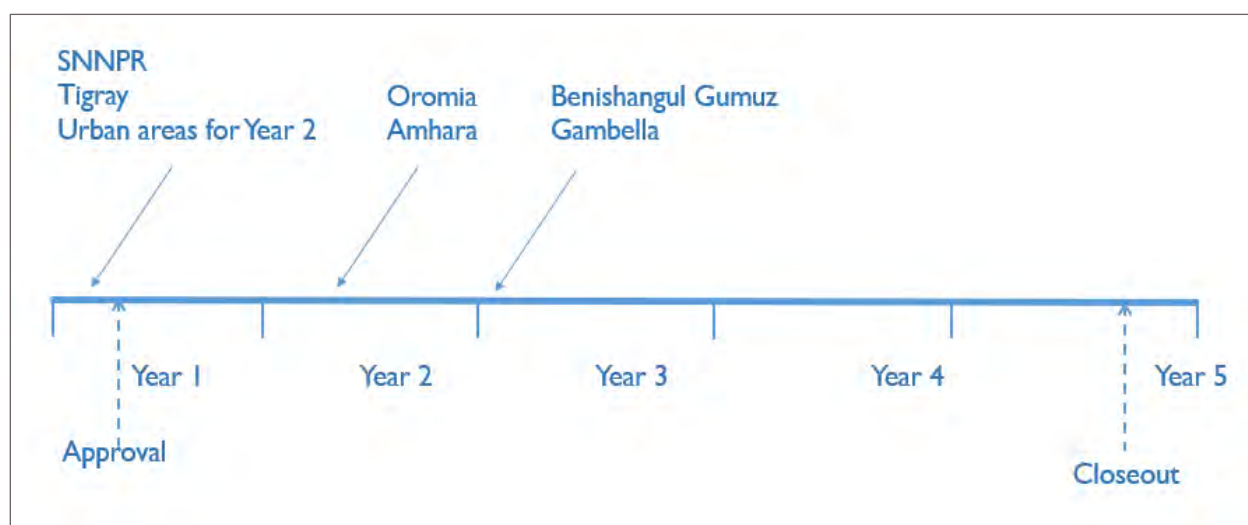 SNNPR
Tigray
Urban areas for Year 2
Oromia
Amhara
Benishangul Gumuz
Gambella
Year 1
Year 2
Year 3
Year 4
Year 5
Approval
Closeout